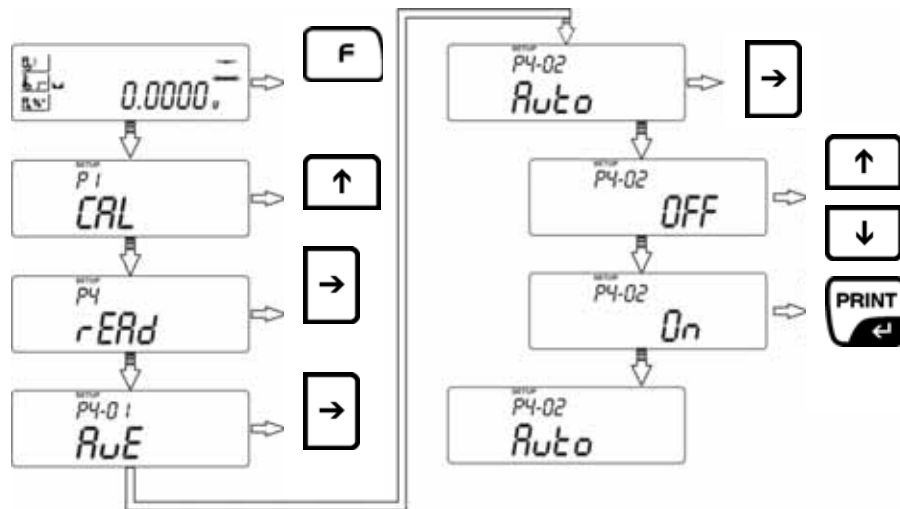 F
0.0000
SETUP
P1
CAL
SETUP
P4
rEAd
SETUP
P4-01
AvE
SETUP
P4-02
Auto
SETUP
P4-02
OFF
SETUP
P4-02
On
PRINT
SETUP
P4-02
Auto